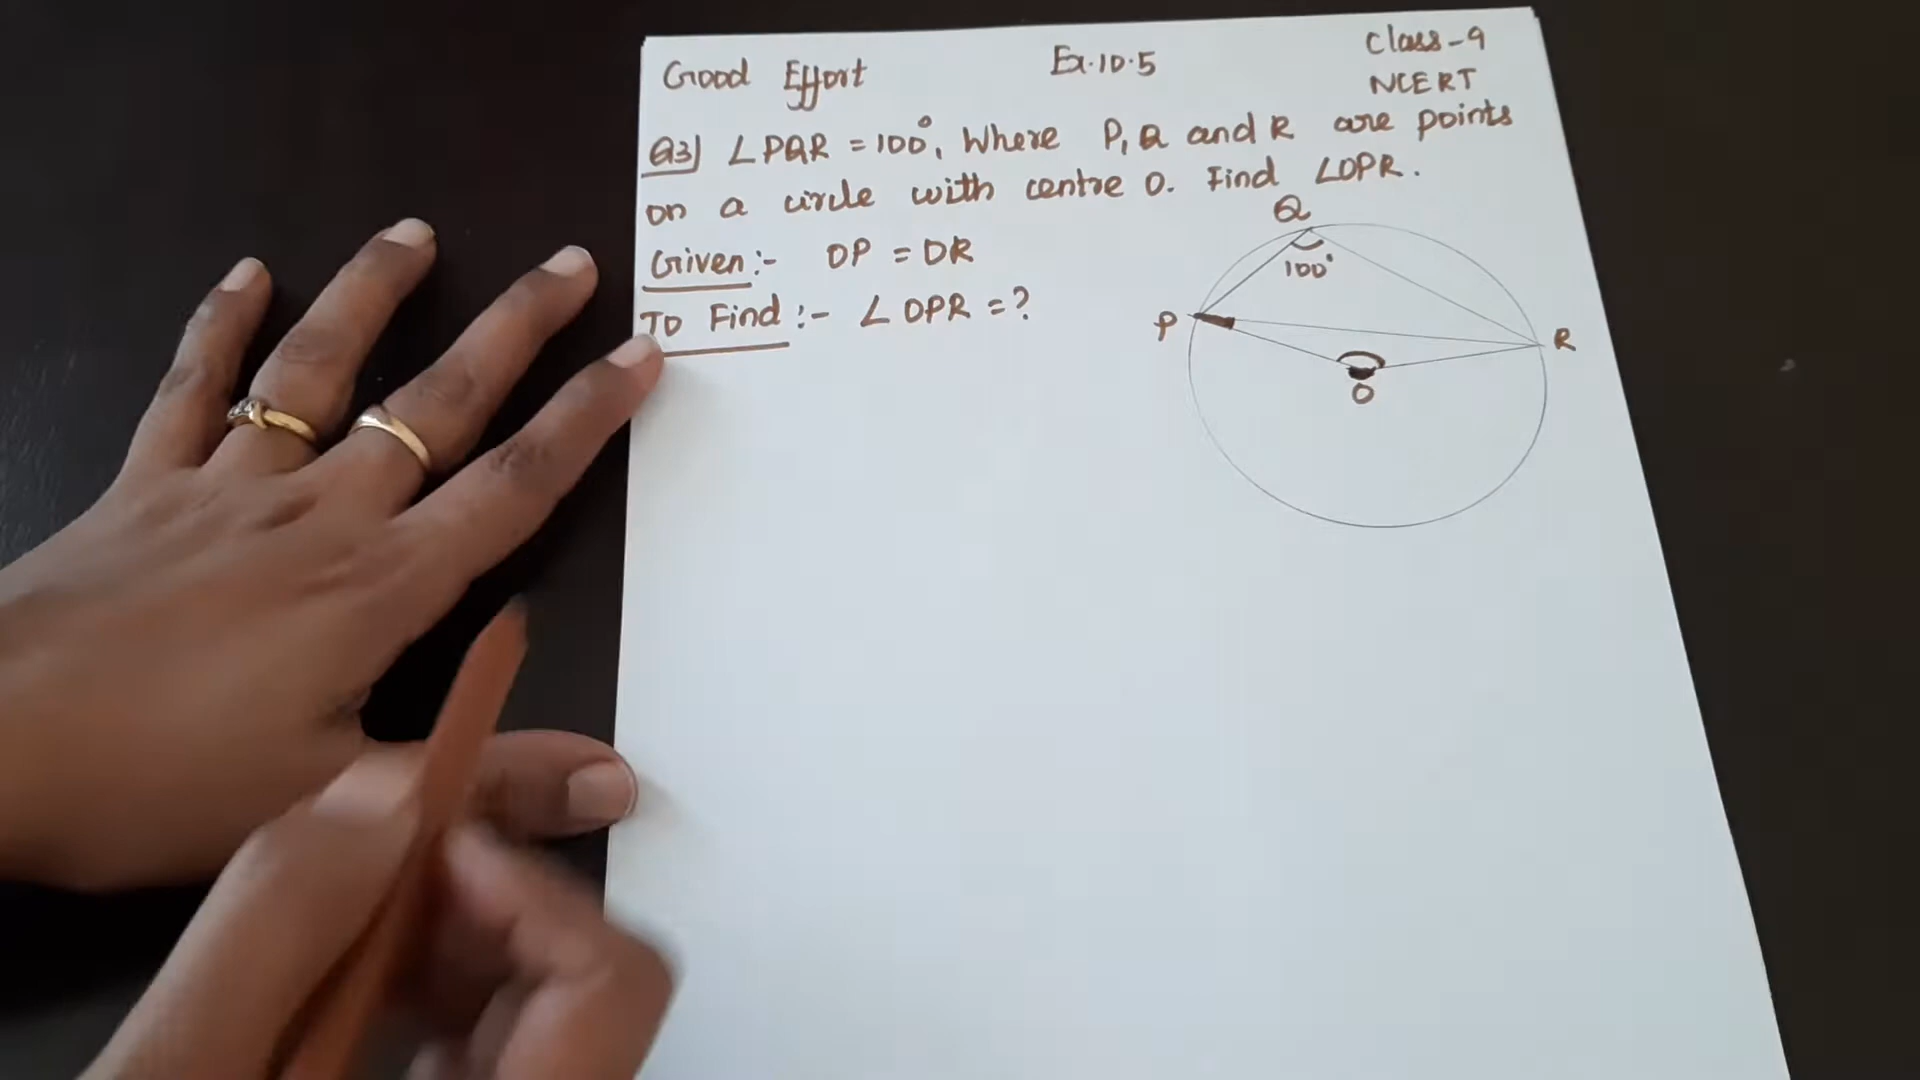 Good Effort Ex.10.5 Class-9
NCERT
Q3) ∠PQR = 100°, Where P, Q and R are points
on a circle with centre O. Find ∠OPR.
Given:- OP = OR
To Find:- ∠OPR = ?
Q
100°
P
R
O